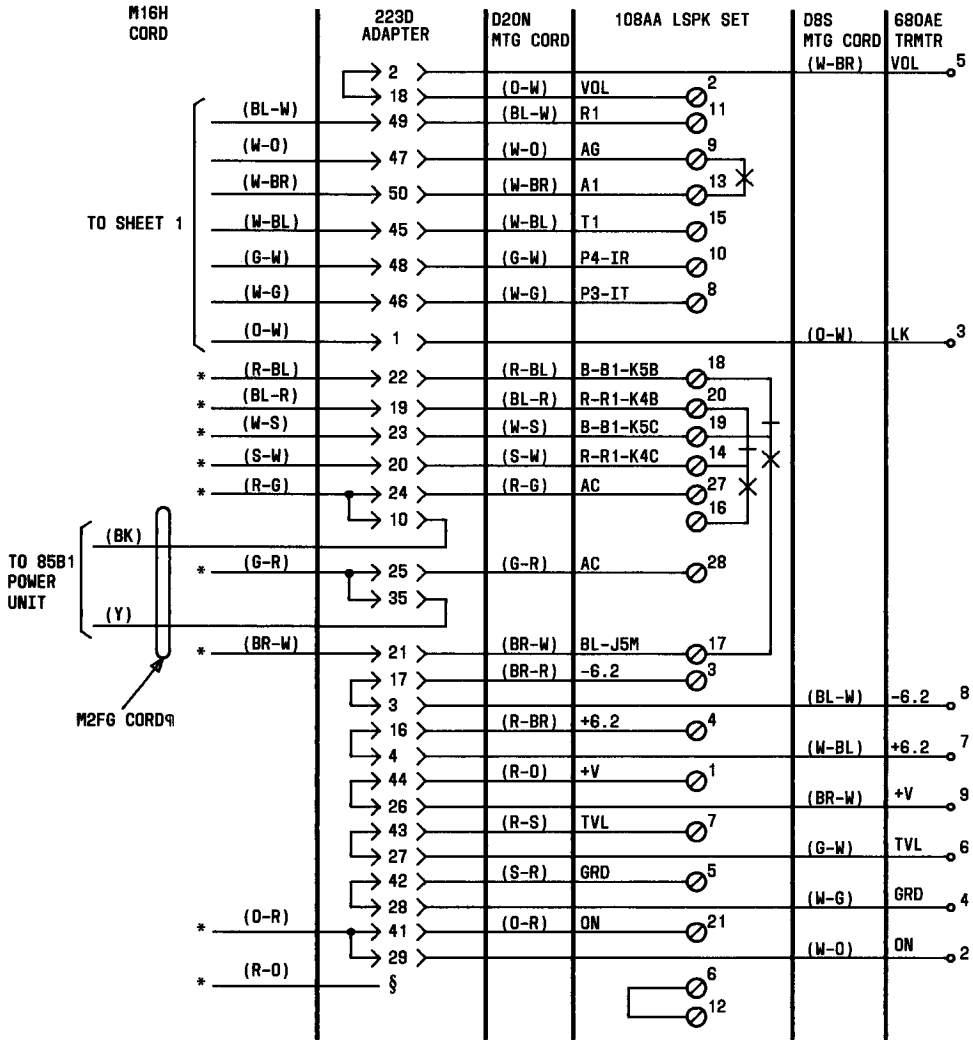 M16H CORD 223D ADAPTER D20N MTG CORD 108AA LSPK SET D8S MTG CORD 680AE TRMTR
2 (W-BR) VOL 5
18 (O-W) VOL 2
(BL-W) 49 (BL-W) R1 11
(W-O) 47 (W-O) AG 9
(W-BR) 50 (W-BR) A1 13
TO SHEET 1 (W-BL) 45 (W-BL) T1 15
(G-W) 48 (G-W) P4-IR 10
(W-G) 46 (W-G) P3-IT 8
(O-W) 1 (O-W) LK 3
* (R-BL) 22 (R-BL) B-B1-K5B 18
* (BL-R) 19 (BL-R) R-R1-K4B 20
* (W-S) 23 (W-S) B-B1-K5C 19
* (S-W) 20 (S-W) R-R1-K4C 14
* (R-G) 24 (R-G) AC 27
10 16
(BK)
TO 85B1 POWER UNIT
* (G-R) 25 (G-R) AC 28
35
(Y)
* (BR-W) 21 (BR-W) BL-J5M 17
17 (BR-R) -6.2 3
3 (BL-W) -6.2 8
M2FG CORD¶
16 (R-BR) +6.2 4
4 (W-BL) +6.2 7
44 (R-O) +V 1
26 (BR-W) +V 9
43 (R-S) TVL 7
27 (G-W) TVL 6
42 (S-R) GRD 5
28 (W-G) GRD 4
* (O-R) 41 (O-R) ON 21
29 (W-O) ON 2
* (R-O) § 6
12